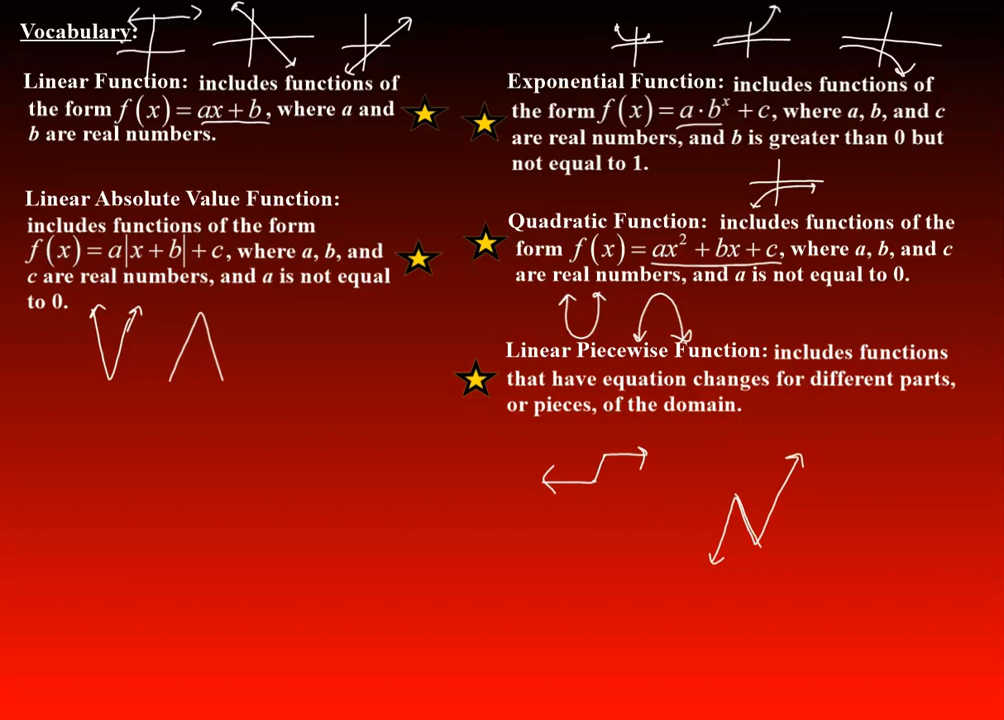 Vocabulary:
Linear Function: includes functions of
the form f(x) = ax + b, where a and
b are real numbers.
Linear Absolute Value Function:
includes functions of the form
f(x) = a|x + b| + c, where a, b, and
c are real numbers, and a is not equal
to 0.
Exponential Function: includes functions of
the form f(x) = a · bˣ + c, where a, b, and c
are real numbers, and b is greater than 0 but
not equal to 1.
Quadratic Function: includes functions of the
form f(x) = ax² + bx + c, where a, b, and c
are real numbers, and a is not equal to 0.
Linear Piecewise Function: includes functions
that have equation changes for different parts,
or pieces, of the domain.